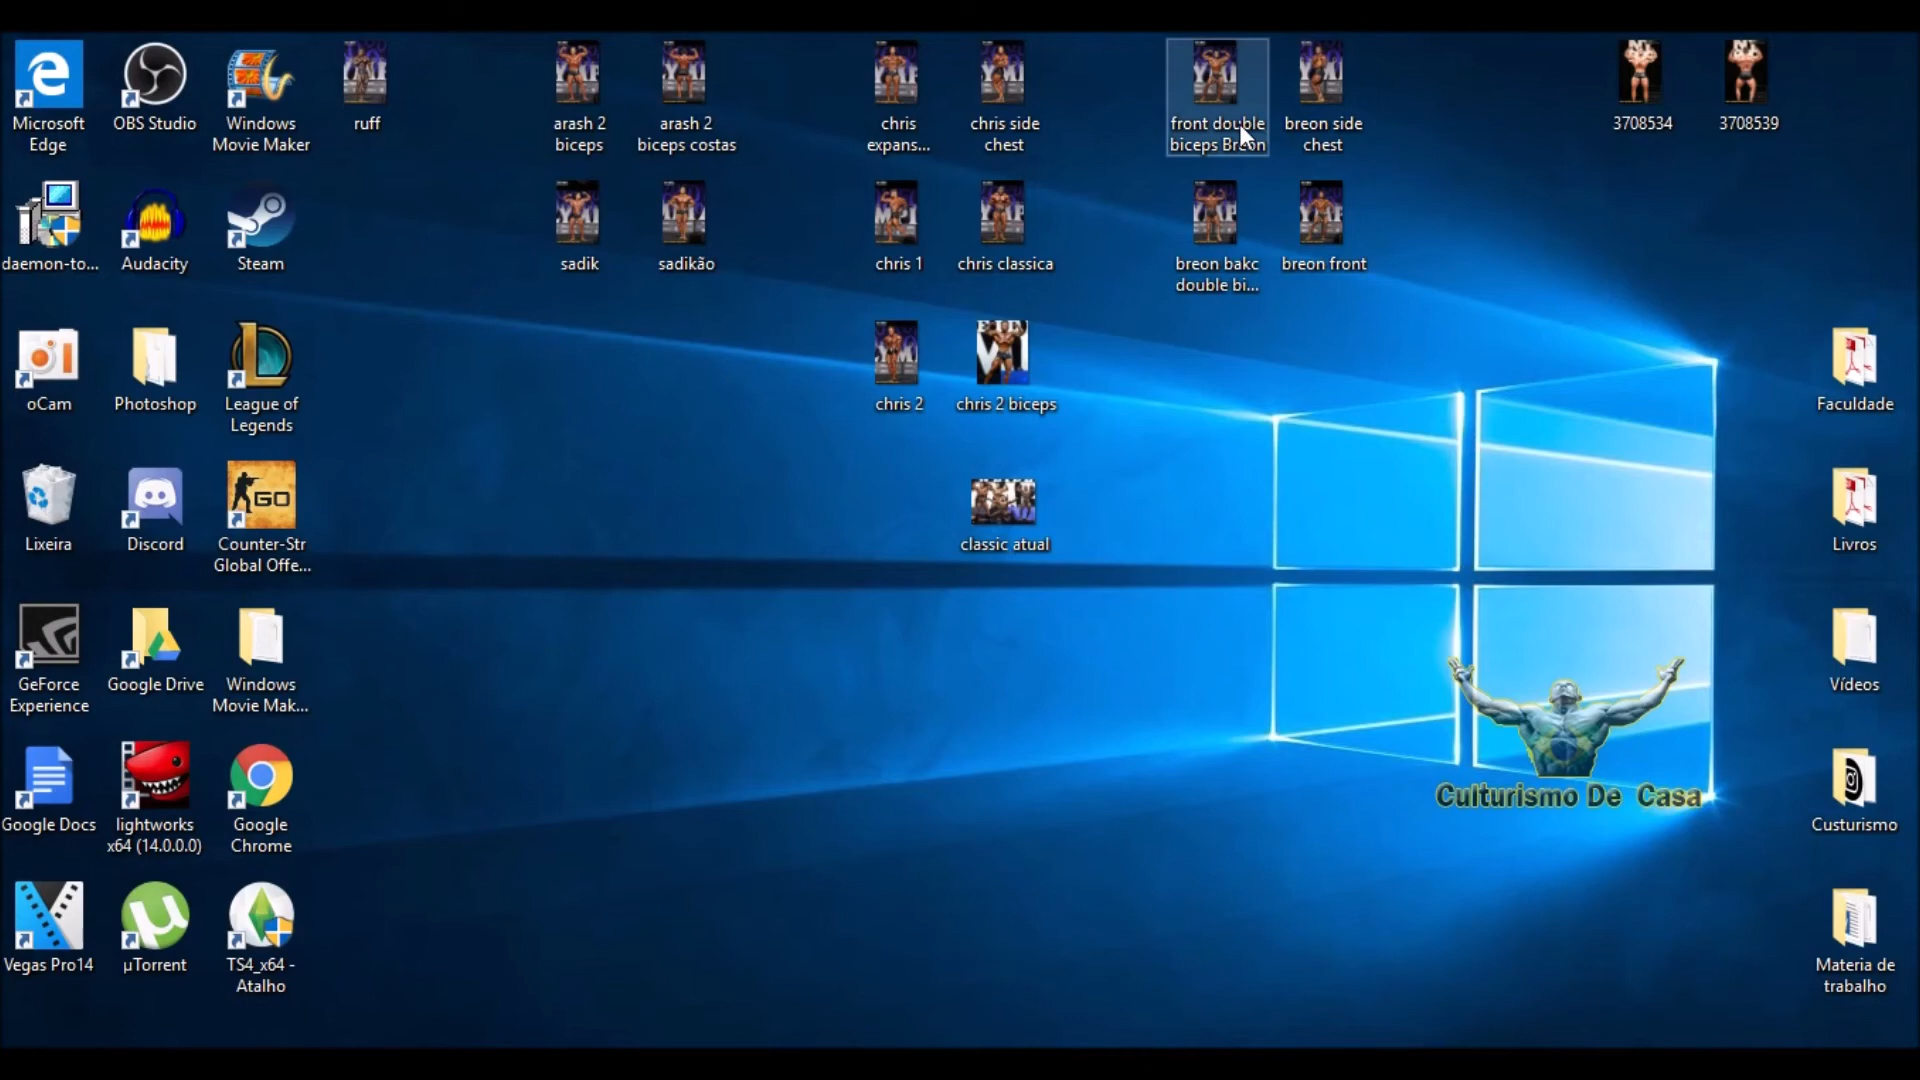 Microsoft
Edge
OBS Studio
Windows
Movie Maker
ruff
arash 2
biceps
arash 2
biceps costas
chris
expans...
chris side
chest
front double
biceps Breon
breon side
chest
3708534
3708539
daemon-to...
Audacity
Steam
sadik
sadikão
chris 1
chris classica
breon bakc
double bi...
breon front
oCam
Photoshop
League of
Legends
chris 2
chris 2 biceps
Faculdade
Lixeira
Discord
GO
Counter-Str
Global Offe...
classic atual
Livros
GeForce
Experience
Google Drive
Windows
Movie Mak...
Vídeos
Culturismo De Casa
Google Docs
lightworks
x64 (14.0.0.0)
Google
Chrome
Custurismo
Vegas Pro14
µTorrent
TS4_x64 -
Atalho
Materia de
trabalho